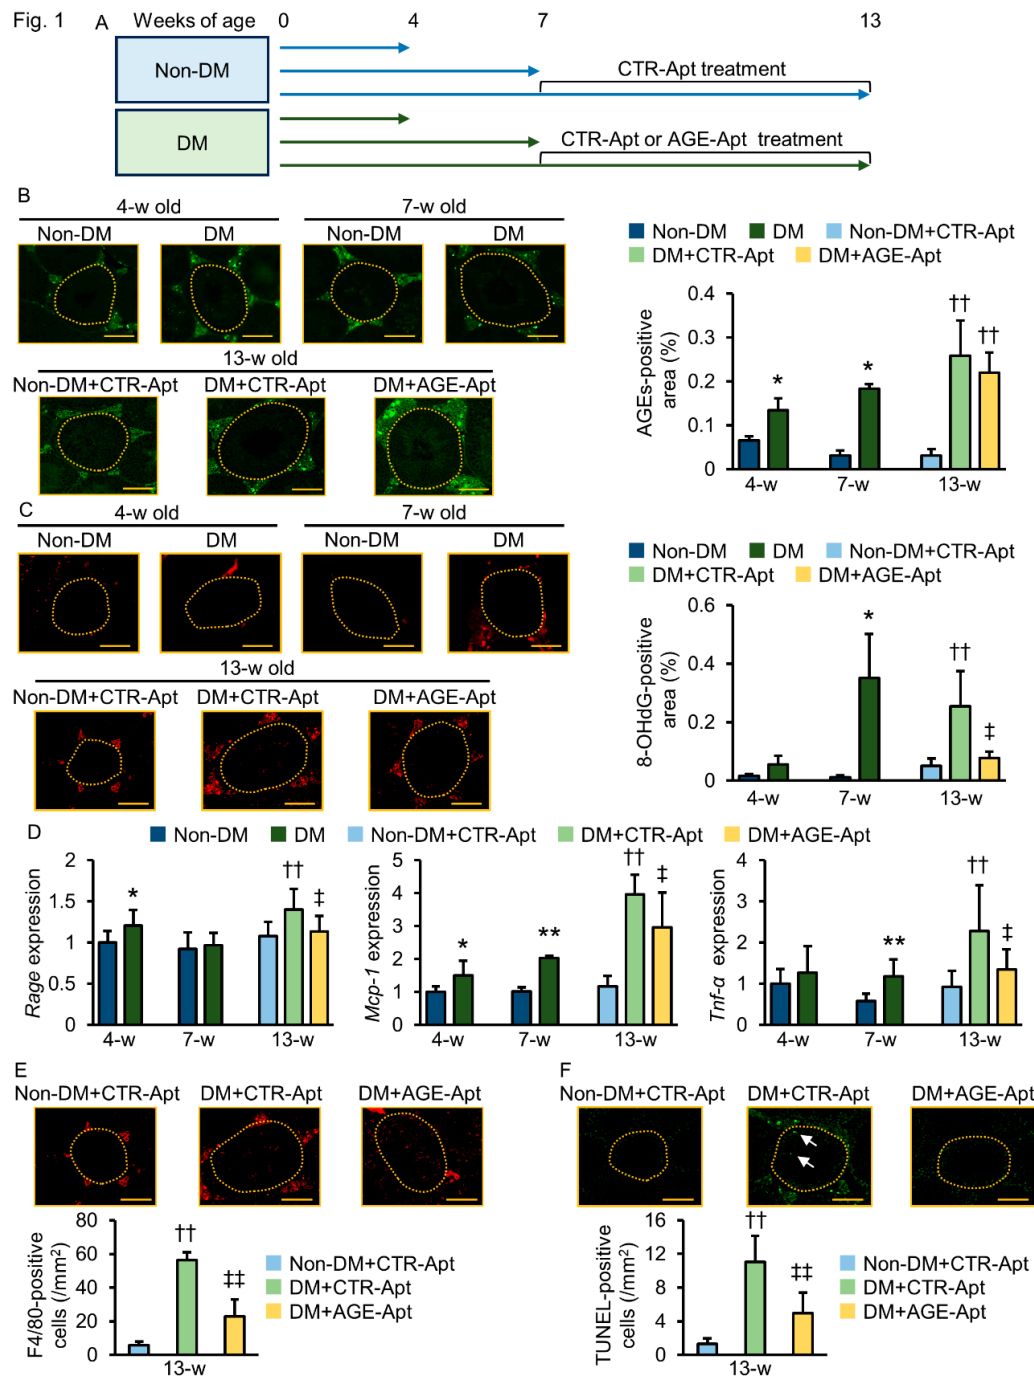 Fig. 1
A
Weeks of age 0 4 7 13
Non-DM
CTR-Apt treatment
DM
CTR-Apt or AGE-Apt treatment
B
4-w old 7-w old
Non-DM DM Non-DM DM
13-w old
Non-DM+CTR-Apt DM+CTR-Apt DM+AGE-Apt
Non-DM DM Non-DM+CTR-Apt
DM+CTR-Apt DM+AGE-Apt
AGEs-positive
area (%)
0.4
0.3
0.2
0.1
0
* * †† ††
4-w 7-w 13-w
C
4-w old 7-w old
Non-DM DM Non-DM DM
13-w old
Non-DM+CTR-Apt DM+CTR-Apt DM+AGE-Apt
Non-DM DM Non-DM+CTR-Apt
DM+CTR-Apt DM+AGE-Apt
8-OHdG-positive
area (%)
0.6
0.4
0.2
0
* †† ‡
4-w 7-w 13-w
D
Non-DM DM Non-DM+CTR-Apt DM+CTR-Apt DM+AGE-Apt
Rage expression
2
1.5
1
0.5
0
* †† ‡
4-w 7-w 13-w
Mcp-1 expression
5
4
3
2
1
0
* ** †† ‡
4-w 7-w 13-w
Tnf-α expression
4
3
2
1
0
** †† ‡
4-w 7-w 13-w
E
Non-DM+CTR-Apt DM+CTR-Apt DM+AGE-Apt
F4/80-positive
cells (/mm²)
80
60
40
20
0
†† ‡‡
13-w
Non-DM+CTR-Apt
DM+CTR-Apt
DM+AGE-Apt
F
Non-DM+CTR-Apt DM+CTR-Apt DM+AGE-Apt
TUNEL-positive
cells (/mm²)
16
12
8
4
0
†† ‡‡
13-w
Non-DM+CTR-Apt
DM+CTR-Apt
DM+AGE-Apt